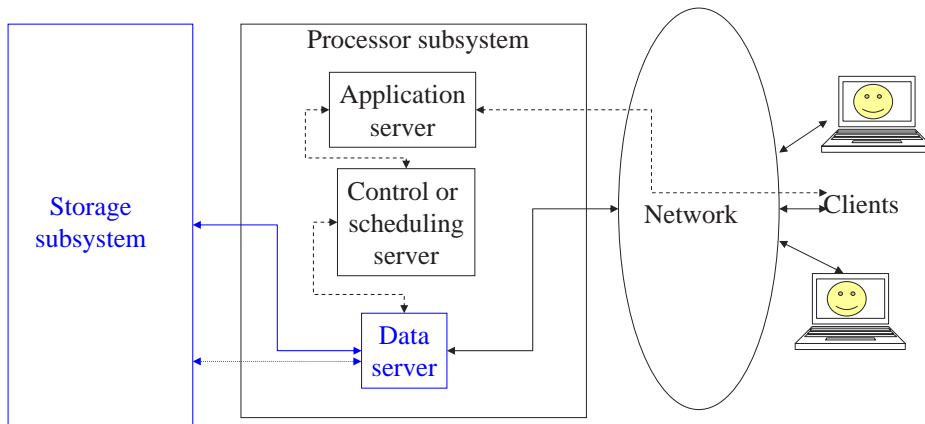 Processor subsystem
Application
server
Control or
scheduling
server
Storage
subsystem
Data
server
Network
Clients